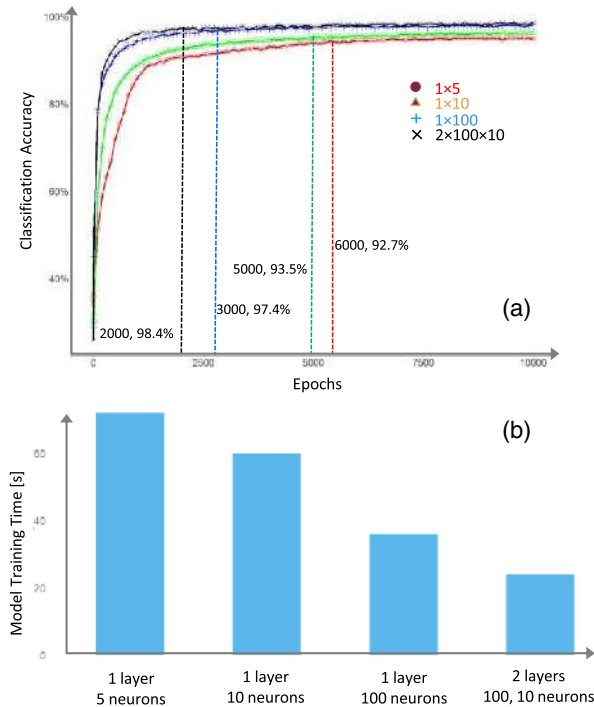 100%
80%
60%
40%
Classification Accuracy
1×5
1×10
1×100
2×100×10
6000, 92.7%
5000, 93.5%
3000, 97.4%
2000, 98.4%
(a)
0 2500 5000 7500 10000
Epochs
(b)
Model Training Time [s]
60
40
20
0
1 layer
5 neurons
1 layer
10 neurons
1 layer
100 neurons
2 layers
100, 10 neurons